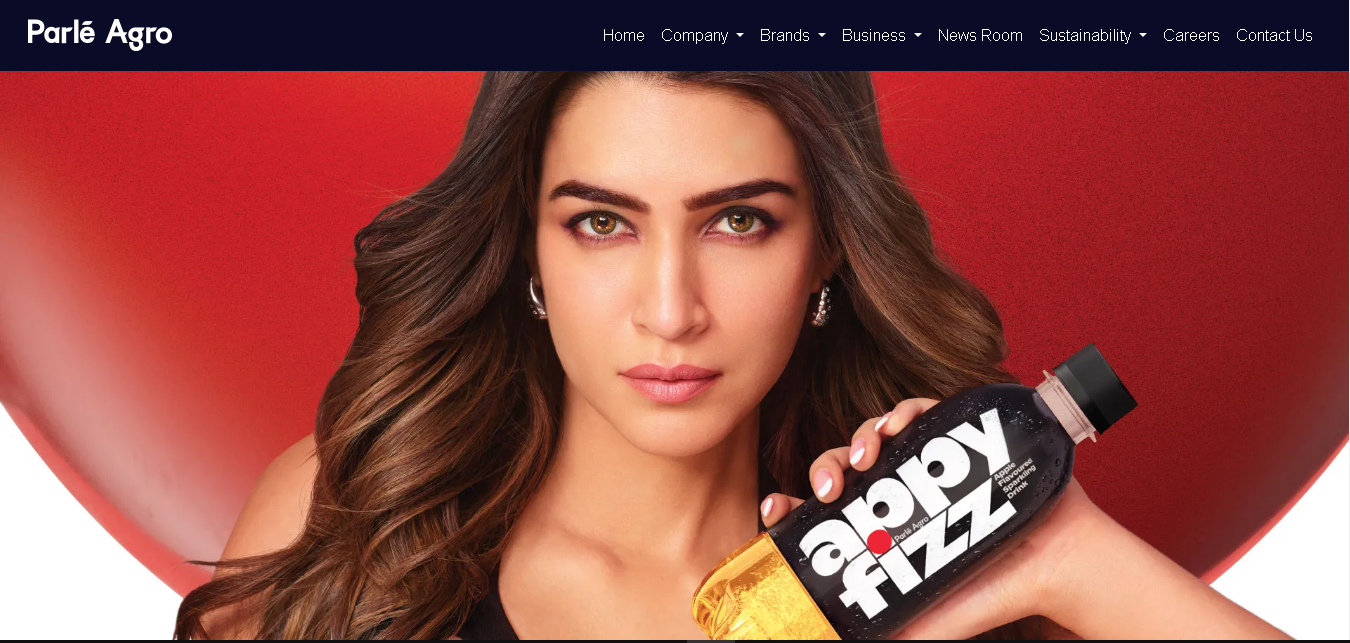 Parlé Agro
Home Company Brands Business News Room Sustainability Careers Contact Us
appy
fizz
Parlé Agro
Apple
Flavoured
Sparkling
Drink